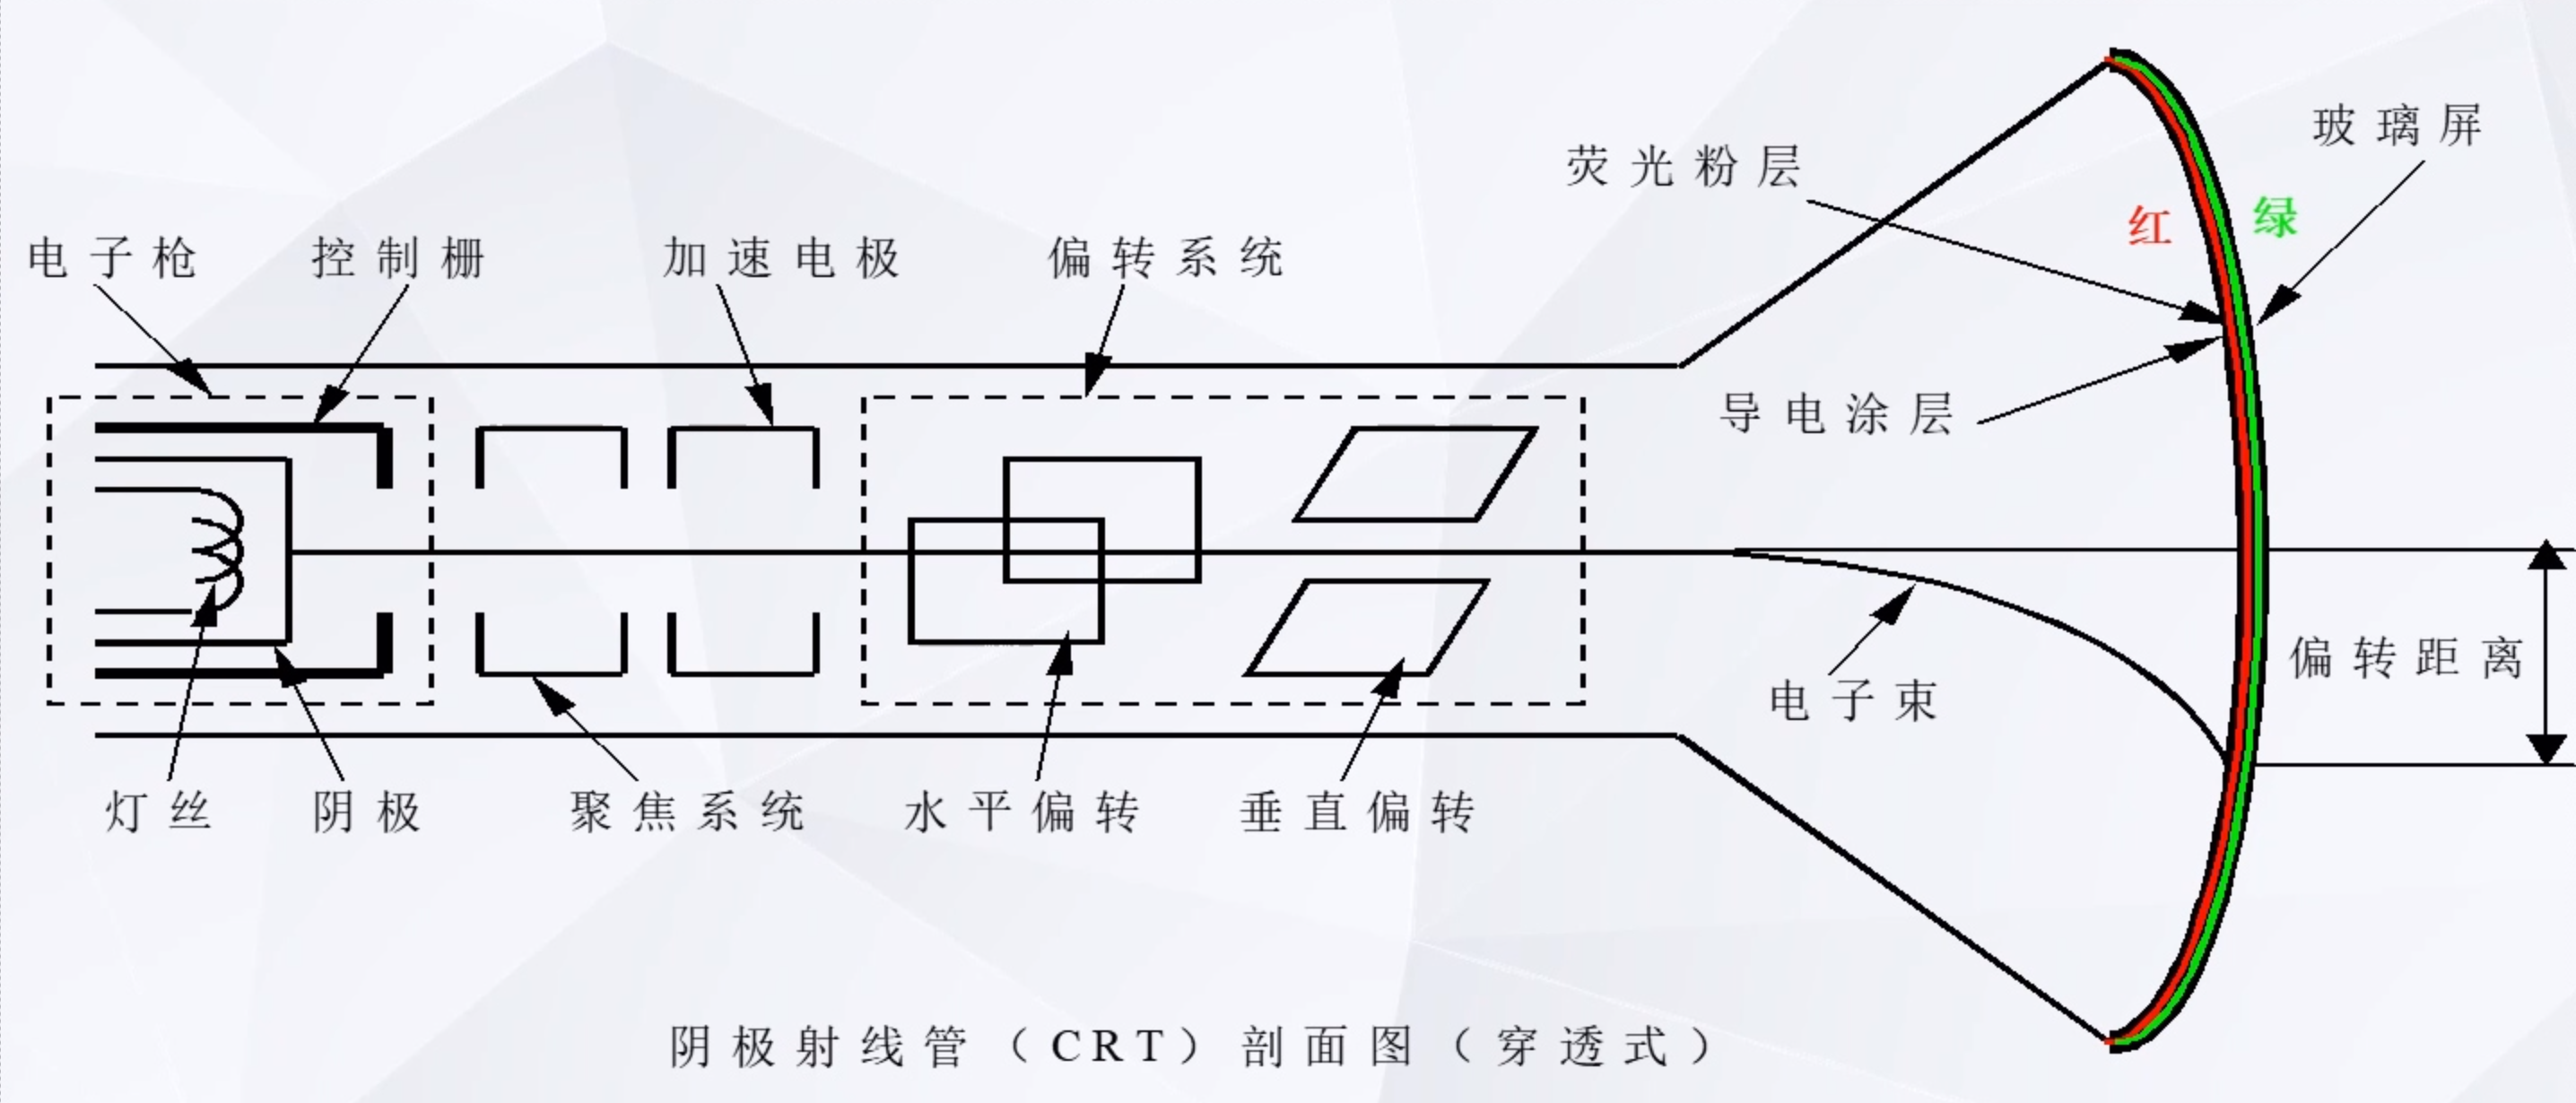 玻璃屏
荧光粉层
红
绿
电子枪
控制栅
加速电极
偏转系统
导电涂层
偏转距离
电子束
灯丝
阴极
聚焦系统
水平偏转
垂直偏转
阴极射线管（CRT）剖面图（穿透式）